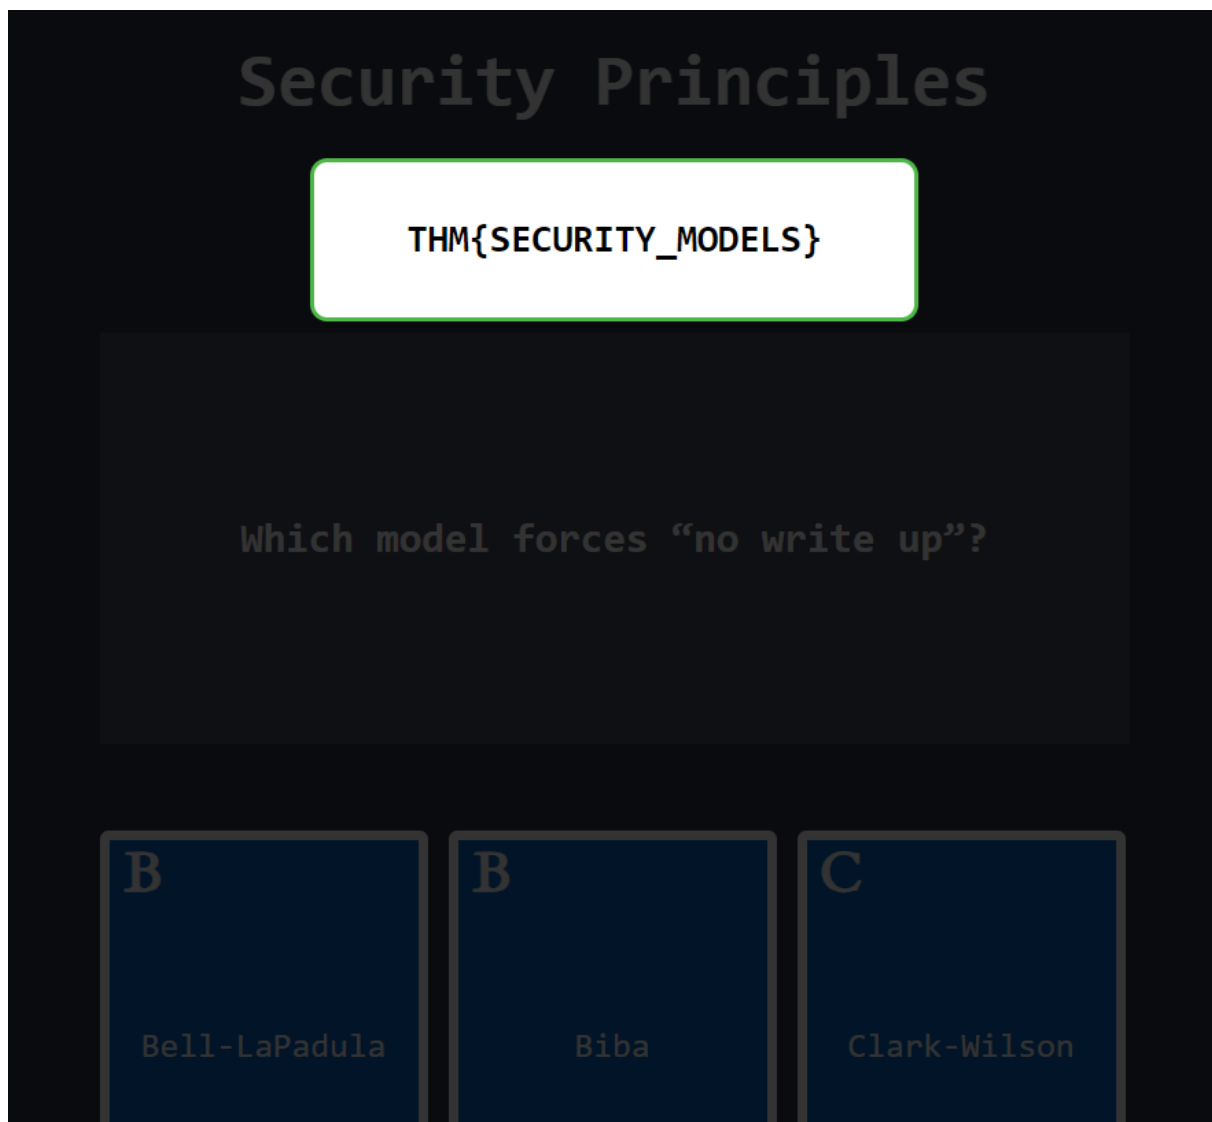 Security Principles
THM{SECURITY_MODELS}
Which model forces “no write up”?
B
Bell-LaPadula
B
Biba
C
Clark-Wilson